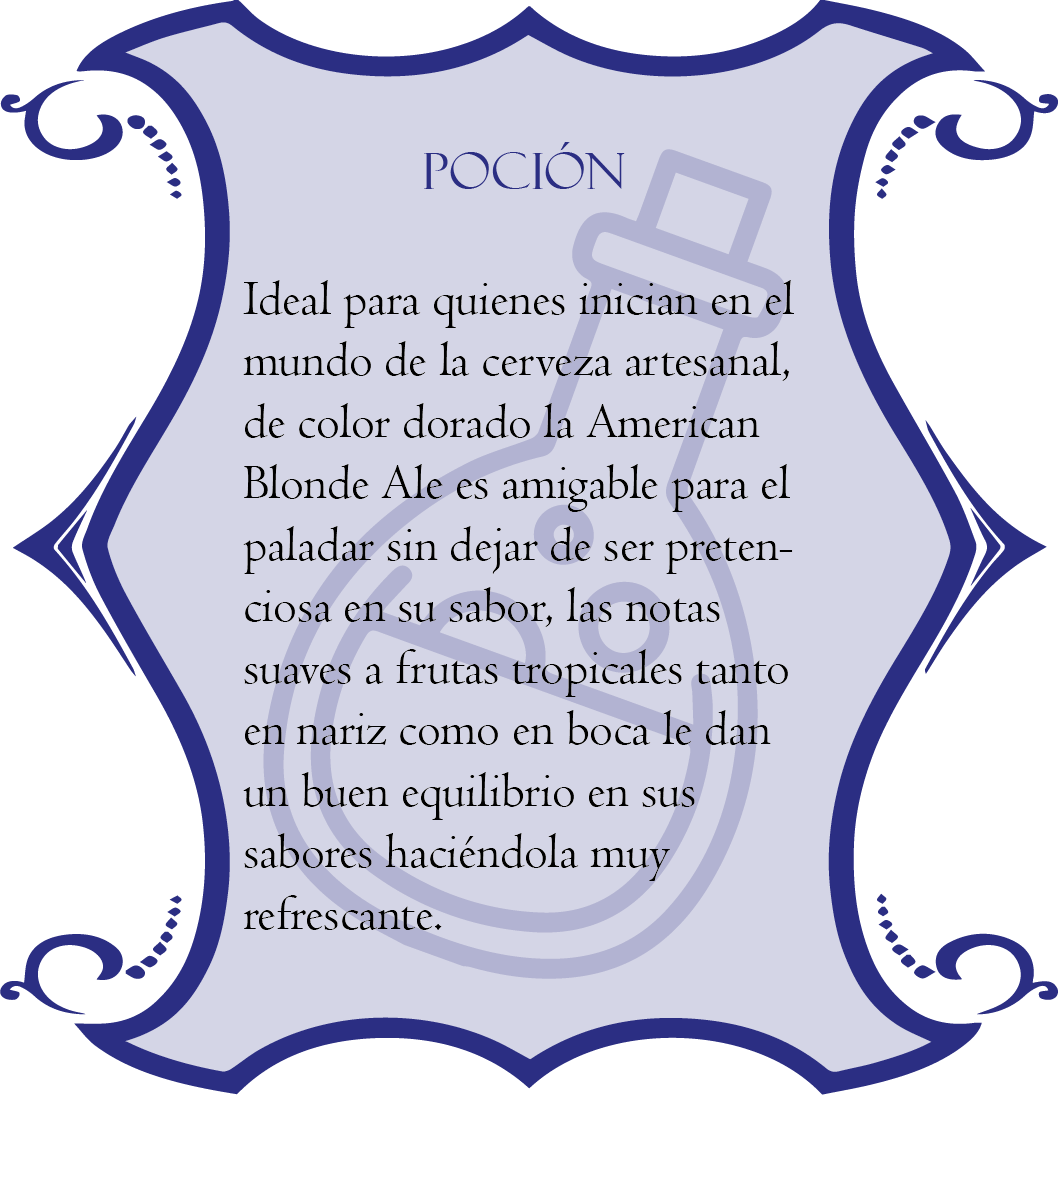 POCIÓN
Ideal para quienes inician en el
mundo de la cerveza artesanal,
de color dorado la American
Blonde Ale es amigable para el
paladar sin dejar de ser preten-
ciosa en su sabor, las notas
suaves a frutas tropicales tanto
en nariz como en boca le dan
un buen equilibrio en sus
sabores haciéndola muy
refrescante.